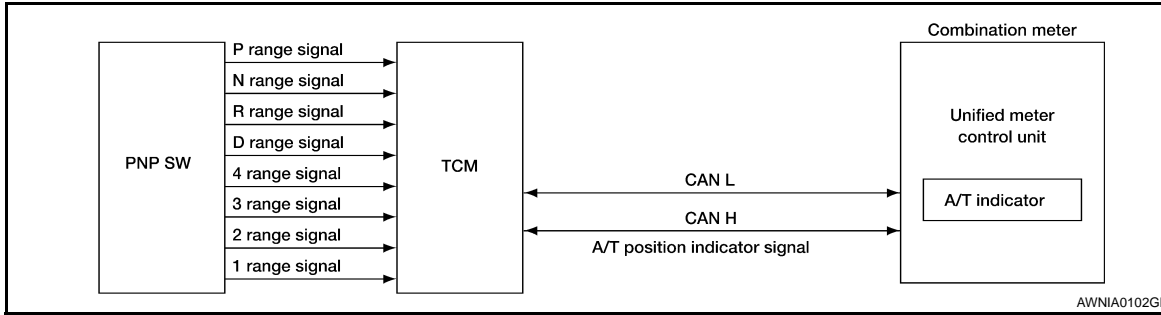 Combination meter
P range signal
N range signal
R range signal
D range signal
4 range signal
3 range signal
2 range signal
1 range signal
PNP SW
TCM
CAN L
CAN H
A/T position indicator signal
Unified meter
control unit
A/T indicator